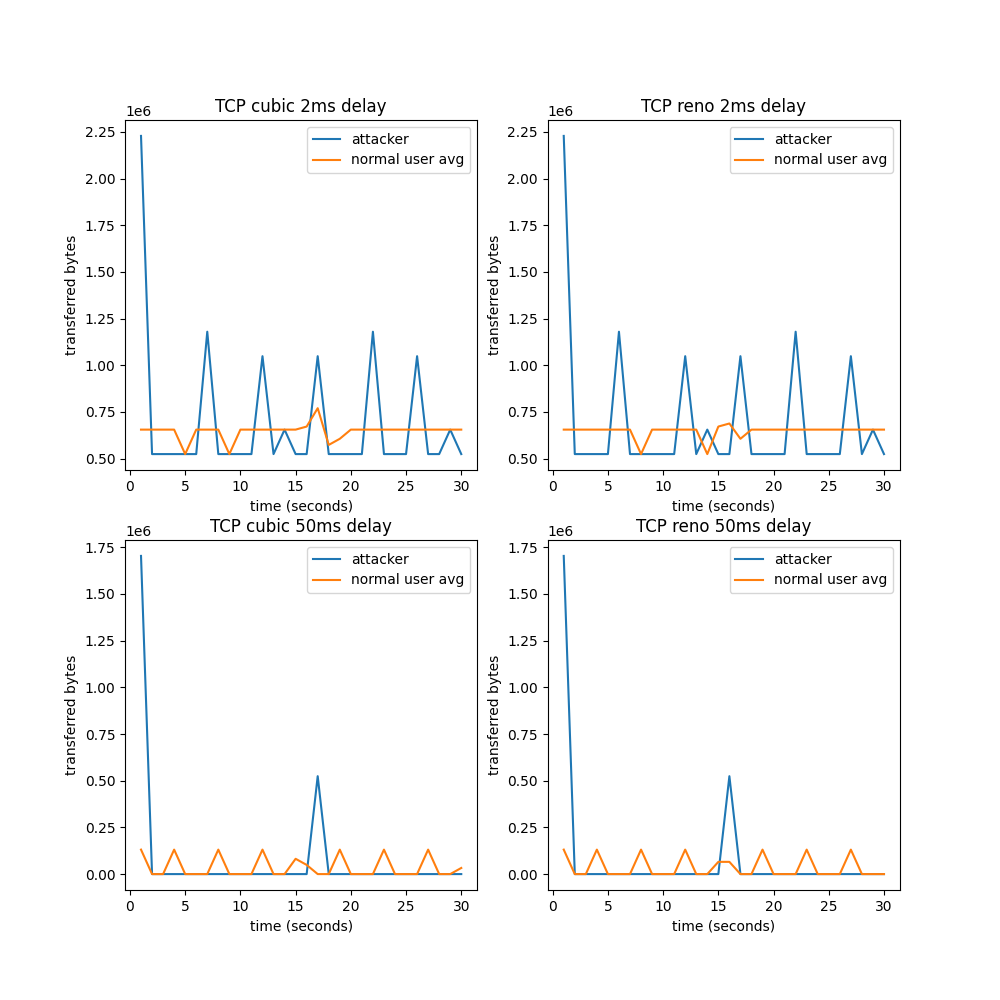 TCP cubic 2ms delay
1e6
attacker
normal user avg
transferred bytes
2.25
2.00
1.75
1.50
1.25
1.00
0.75
0.50
0 5 10 15 20 25 30
time (seconds)
TCP reno 2ms delay
1e6
attacker
normal user avg
transferred bytes
2.25
2.00
1.75
1.50
1.25
1.00
0.75
0.50
0 5 10 15 20 25 30
time (seconds)
TCP cubic 50ms delay
1e6
attacker
normal user avg
transferred bytes
1.75
1.50
1.25
1.00
0.75
0.50
0.25
0.00
0 5 10 15 20 25 30
time (seconds)
TCP reno 50ms delay
1e6
attacker
normal user avg
transferred bytes
1.75
1.50
1.25
1.00
0.75
0.50
0.25
0.00
0 5 10 15 20 25 30
time (seconds)